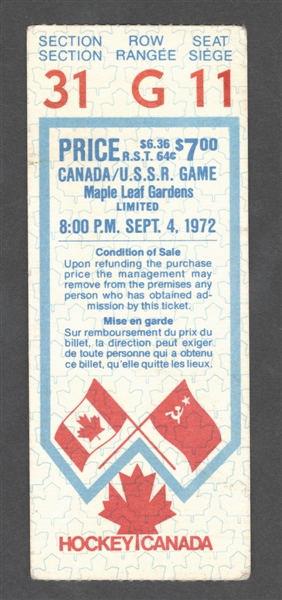 SECTION ROW SEAT
SECTION RANGÉE SIÈGE
31 G 11
PRICE $6.36 $7.00
R.S.T. 64¢
CANADA/U.S.S.R. GAME
Maple Leaf Gardens
LIMITED
8:00 P.M. SEPT. 4, 1972
Condition of Sale
Upon refunding the purchase
price the management may
remove from the premises any
person who has obtained ad-
mission by this ticket.
Mise en garde
Sur remboursement du prix du
billet, la direction peut exiger
de toute personne qui a obtenu
ce billet, qu'elle quitte les lieux.
HOCKEY CANADA